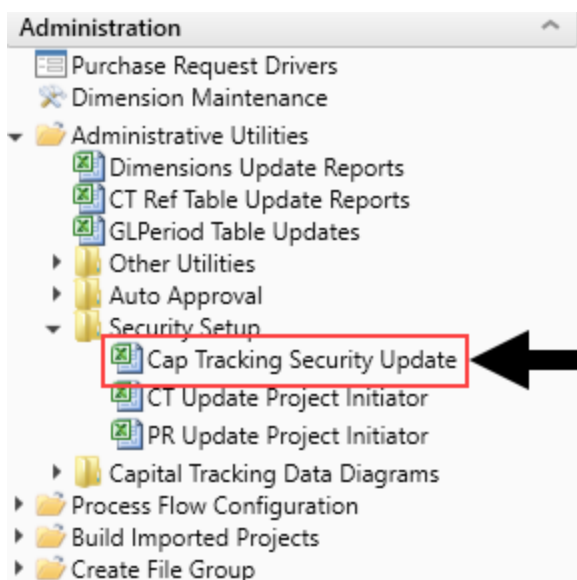 Administration
Purchase Request Drivers
Dimension Maintenance
Administrative Utilities
Dimensions Update Reports
CT Ref Table Update Reports
GLPeriod Table Updates
Other Utilities
Auto Approval
Security Setup
Cap Tracking Security Update
CT Update Project Initiator
PR Update Project Initiator
Capital Tracking Data Diagrams
Process Flow Configuration
Build Imported Projects
Create File Group